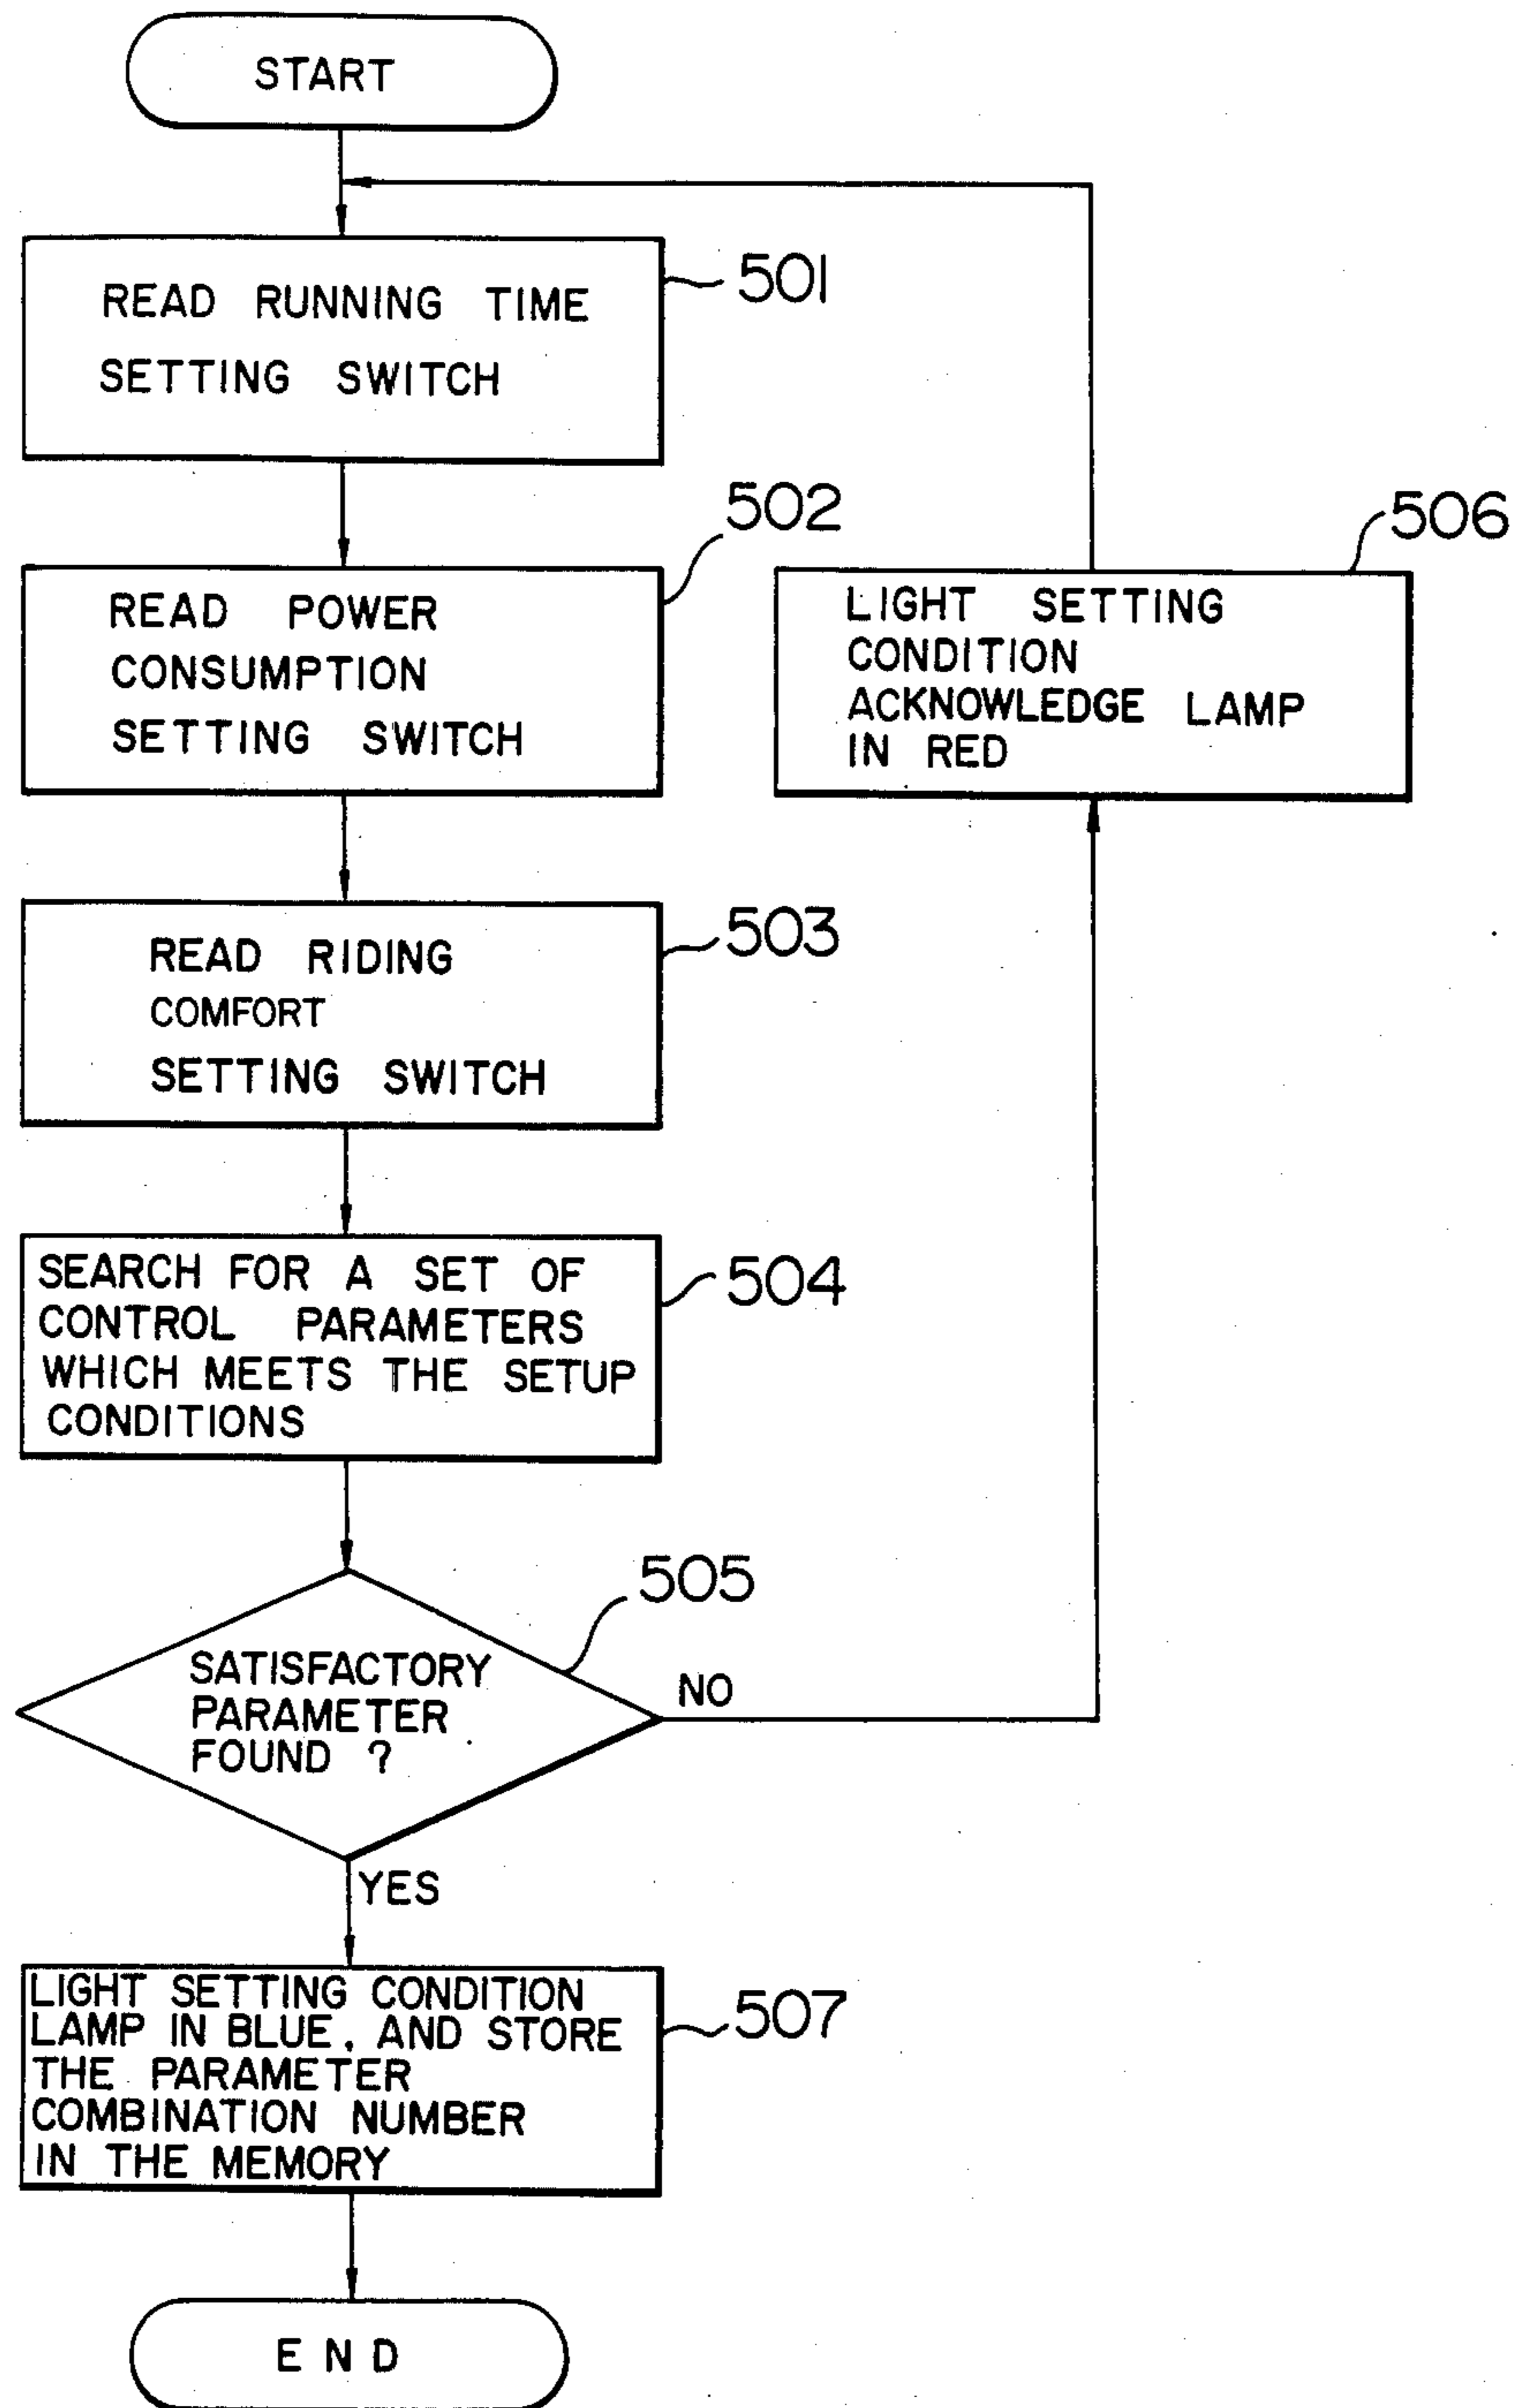 START
READ RUNNING TIME
SETTING SWITCH
501
READ POWER
CONSUMPTION
SETTING SWITCH
502
LIGHT SETTING
CONDITION
ACKNOWLEDGE LAMP
IN RED
506
READ RIDING
COMFORT
SETTING SWITCH
503
SEARCH FOR A SET OF
CONTROL PARAMETERS
WHICH MEETS THE SETUP
CONDITIONS
504
SATISFACTORY
PARAMETER
FOUND ?
505
NO
YES
LIGHT SETTING CONDITION
LAMP IN BLUE, AND STORE
THE PARAMETER
COMBINATION NUMBER
IN THE MEMORY
507
END